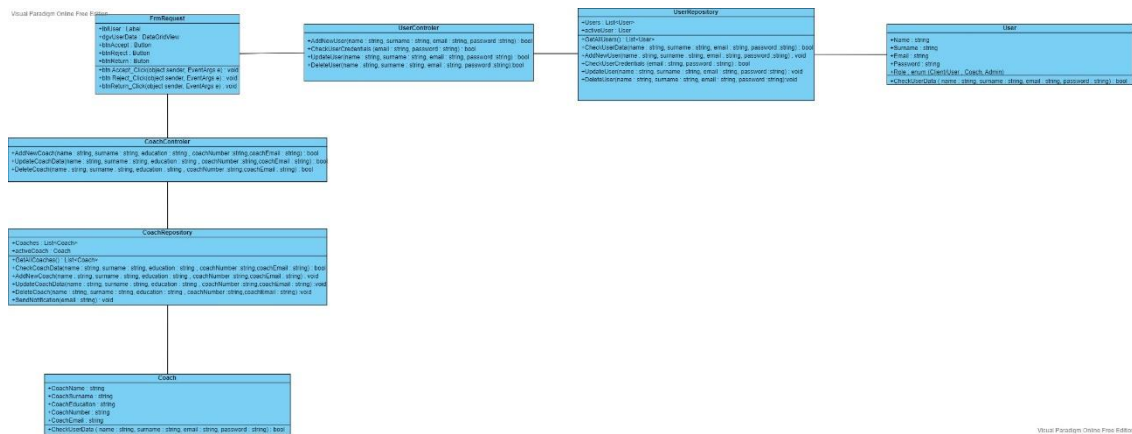 Visual Paradigm Online Free Edition
FrmRequest
+lblUser : Label
+dgvUserData : DataGridView
+btnAccept : Button
+btnReject : Button
+btnReturn : Button
+btn Accept_Click(object sender, EventArgs e) : void
+btn Reject_Click(object sender, EventArgs e) : void
+btnReturn_Click(object sender, EventArgs e) : void
UserControler
+AddNewUser(name : string, surname : string, email : string, password :string) : bool
+CheckUserCredentials (email : string, password : string) : bool
+UpdateUser(name : string, surname : string, email : string, password :string) : bool
+DeleteUser(name : string, surname : string, email : string, password :string):bool
UserRepository
+Users : List<User>
+activeUser : User
+GetAllUsers() : List<User>
+CheckUserData(name : string, surname : string, email : string, password :string) : bool
+AddNewUser(name : string, surname : string, email : string, password :string) : void
+CheckUserCredentials (email : string, password : string) : bool
+UpdateUser(name : string, surname : string, email : string, password :string) : void
+DeleteUser(name : string, surname : string, email : string, password :string):void
User
+Name : string
+Surname : string
+Email : string
+Password : string
+Role : enum (Client/User , Coach, Admin)
+CheckUserData ( name : string, surname : string, email : string, password : string) : bool
CoachControler
+AddNewCoach(name : string, surname : string, education : string , coachNumber :string,coachEmail : string) : bool
+UpdateCoachData(name : string, surname : string, education : string , coachNumber :string,coachEmail : string) : bool
+DeleteCoach(name : string, surname : string, education : string , coachNumber :string,coachEmail : string) : bool
CoachRepository
+Coaches : List<Coach>
+activeCoach : Coach
+GetAllCoaches() : List<Coach>
+CheckCoachData(name : string, surname : string, education : string , coachNumber :string,coachEmail : string) : bool
+AddNewCoach(name : string, surname : string, education : string , coachNumber :string,coachEmail : string) : void
+UpdateCoachData(name : string, surname : string, education : string , coachNumber :string,coachEmail : string) : void
+DeleteCoach(name : string, surname : string, education : string , coachNumber :string,coachEmail : string) :void
+SendNotification(email : string) : void
Coach
+CoachName : string
+CoachSurname : string
+CoachEducation : string
+CoachNumber : string
+CoachEmail : string
+CheckUserData ( name : string, surname : string, email : string, password : string) : bool
Visual Paradigm Online Free Edition